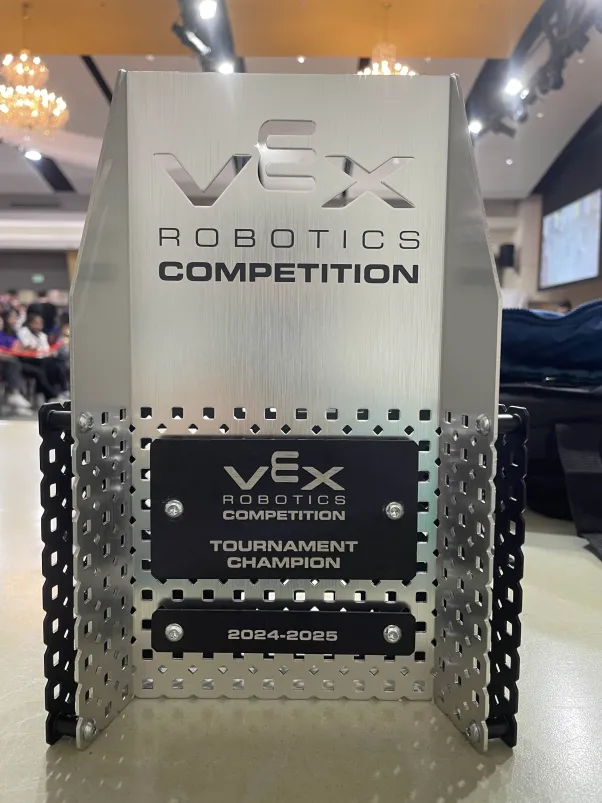 VEX
ROBOTICS
COMPETITION
VEX
ROBOTICS
COMPETITION
TOURNAMENT
CHAMPION
2024-2025